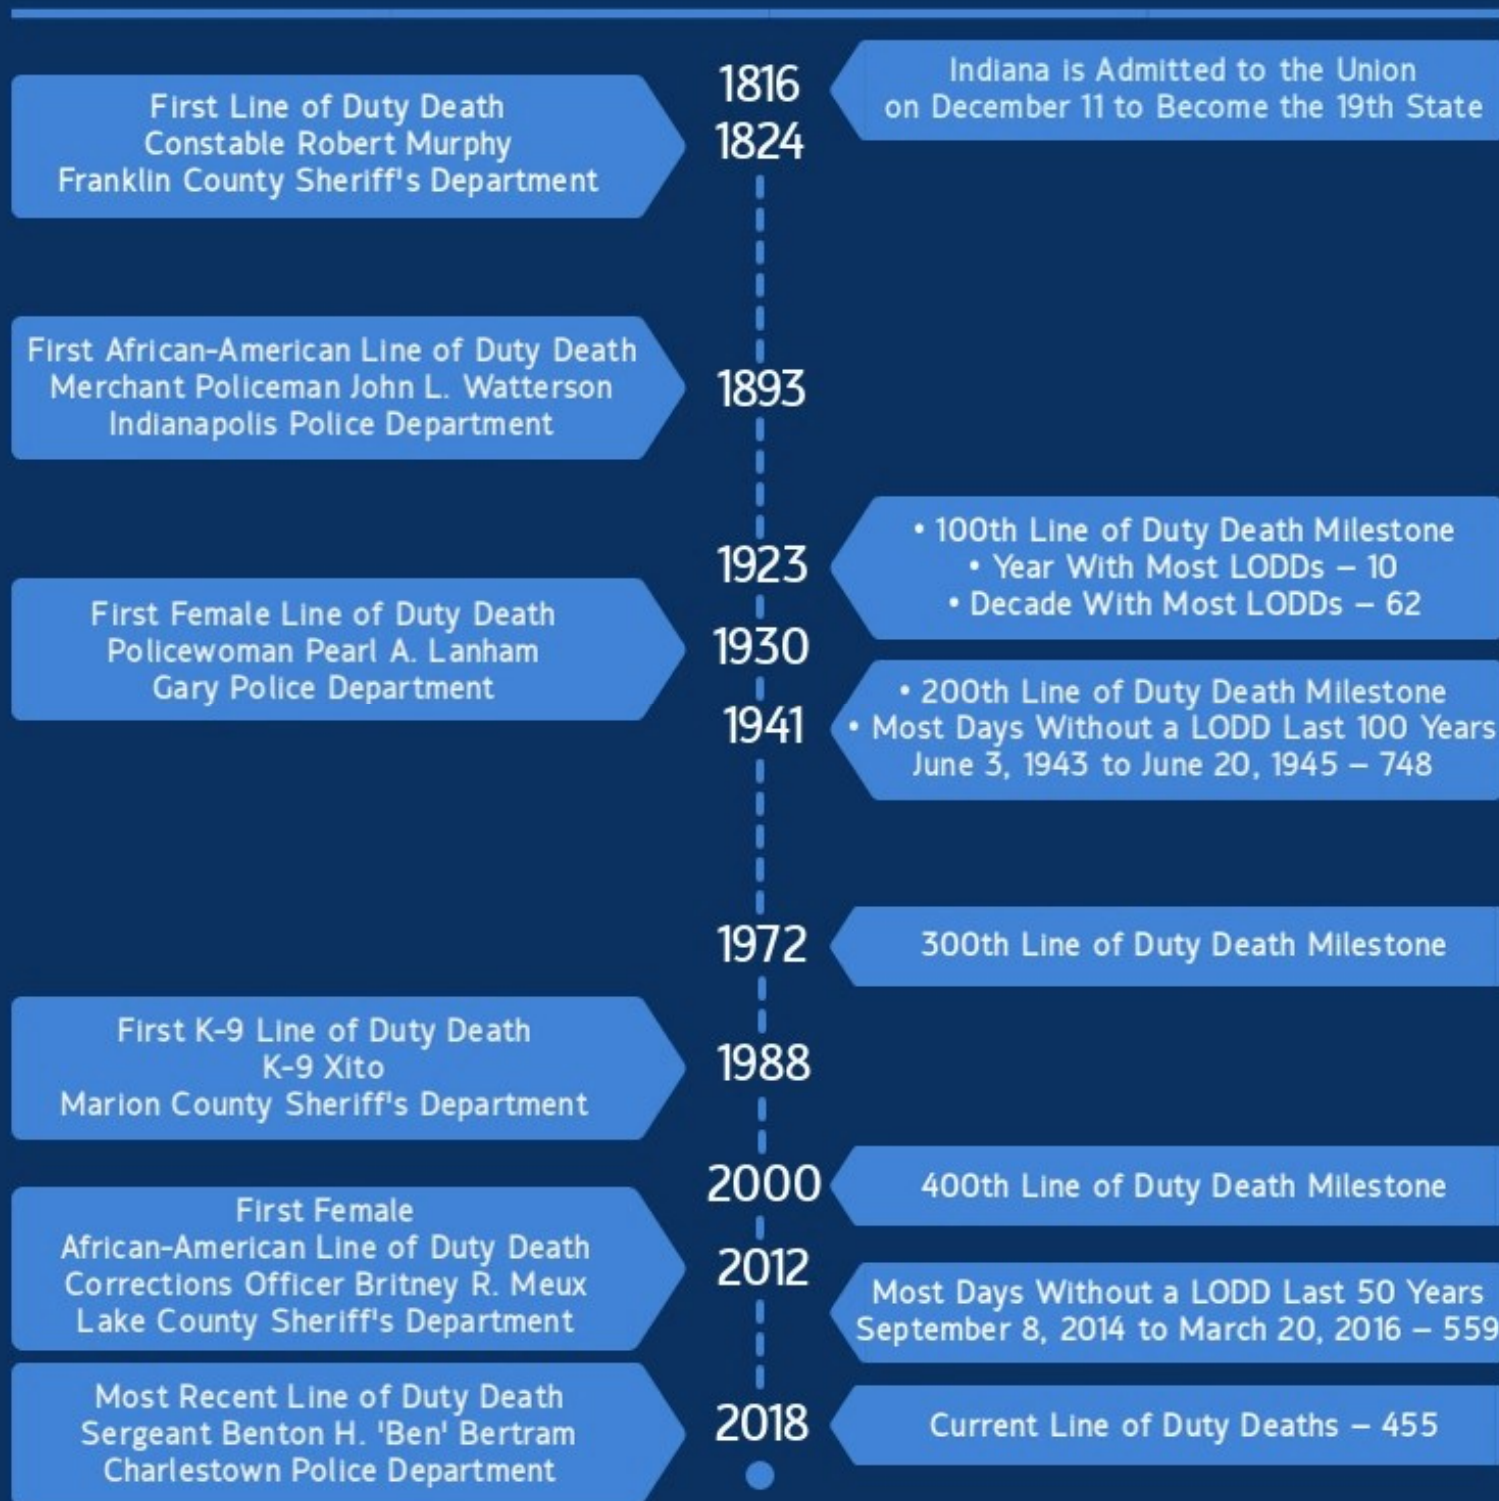 1816
Indiana is Admitted to the Union
on December 11 to Become the 19th State
First Line of Duty Death
Constable Robert Murphy
Franklin County Sheriff's Department
1824
First African-American Line of Duty Death
Merchant Policeman John L. Watterson
Indianapolis Police Department
1893
1923
• 100th Line of Duty Death Milestone
• Year With Most LODDs – 10
• Decade With Most LODDs – 62
First Female Line of Duty Death
Policewoman Pearl A. Lanham
Gary Police Department
1930
1941
• 200th Line of Duty Death Milestone
• Most Days Without a LODD Last 100 Years
June 3, 1943 to June 20, 1945 – 748
1972
300th Line of Duty Death Milestone
First K-9 Line of Duty Death
K-9 Xito
Marion County Sheriff's Department
1988
2000
400th Line of Duty Death Milestone
First Female
African-American Line of Duty Death
Corrections Officer Britney R. Meux
Lake County Sheriff's Department
2012
Most Days Without a LODD Last 50 Years
September 8, 2014 to March 20, 2016 – 559
Most Recent Line of Duty Death
Sergeant Benton H. 'Ben' Bertram
Charlestown Police Department
2018
Current Line of Duty Deaths – 455